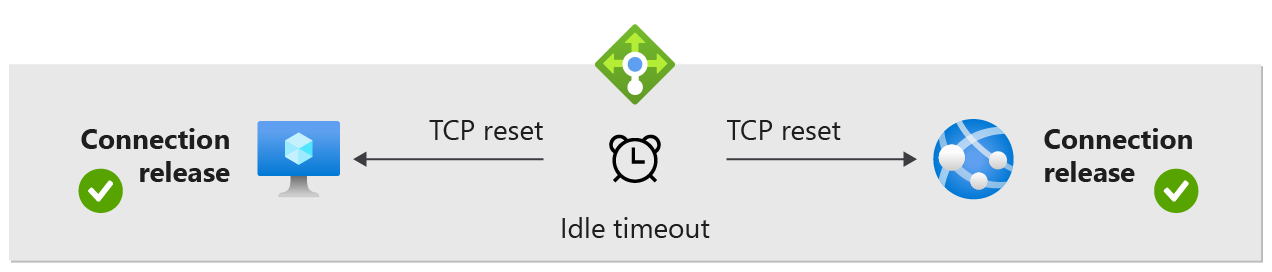 Connection
release
TCP reset
Idle timeout
TCP reset
Connection
release